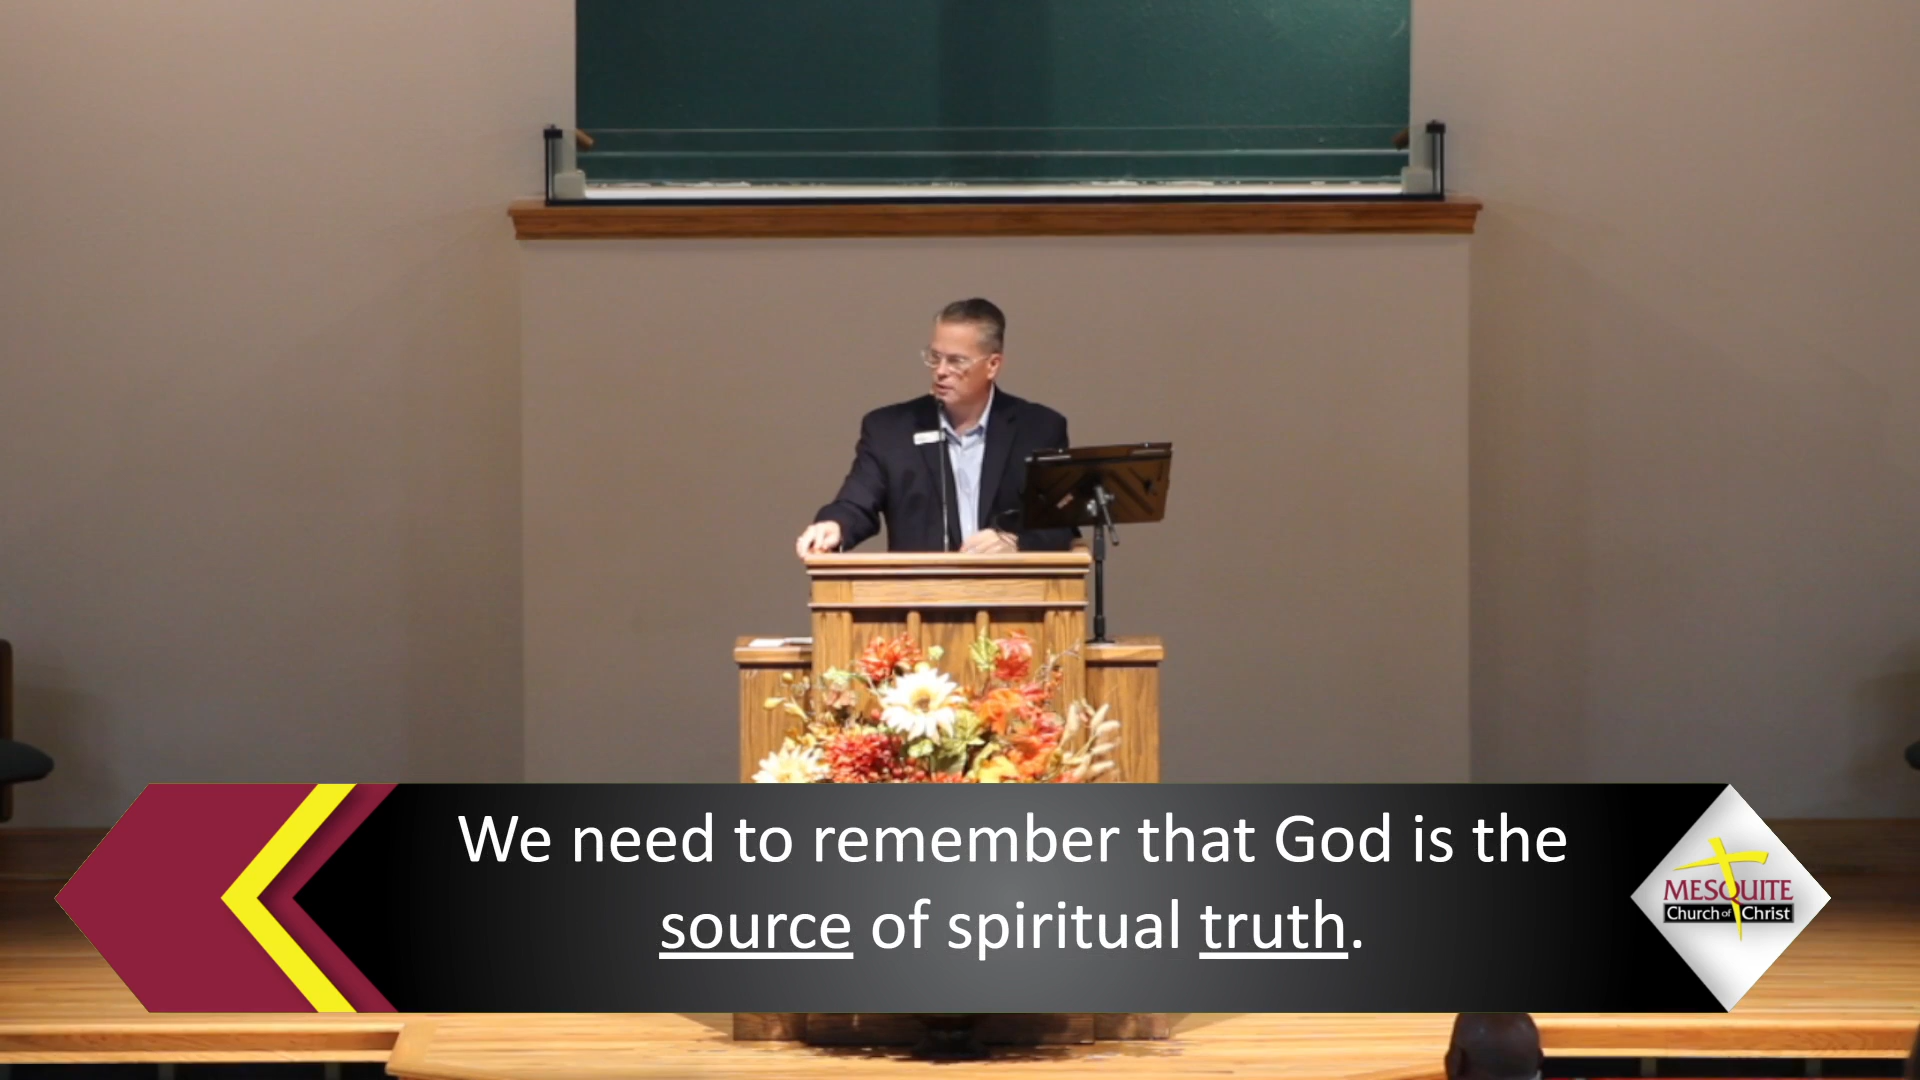 We need to remember that God is the
source of spiritual truth.
MESQUITE
Church of Christ